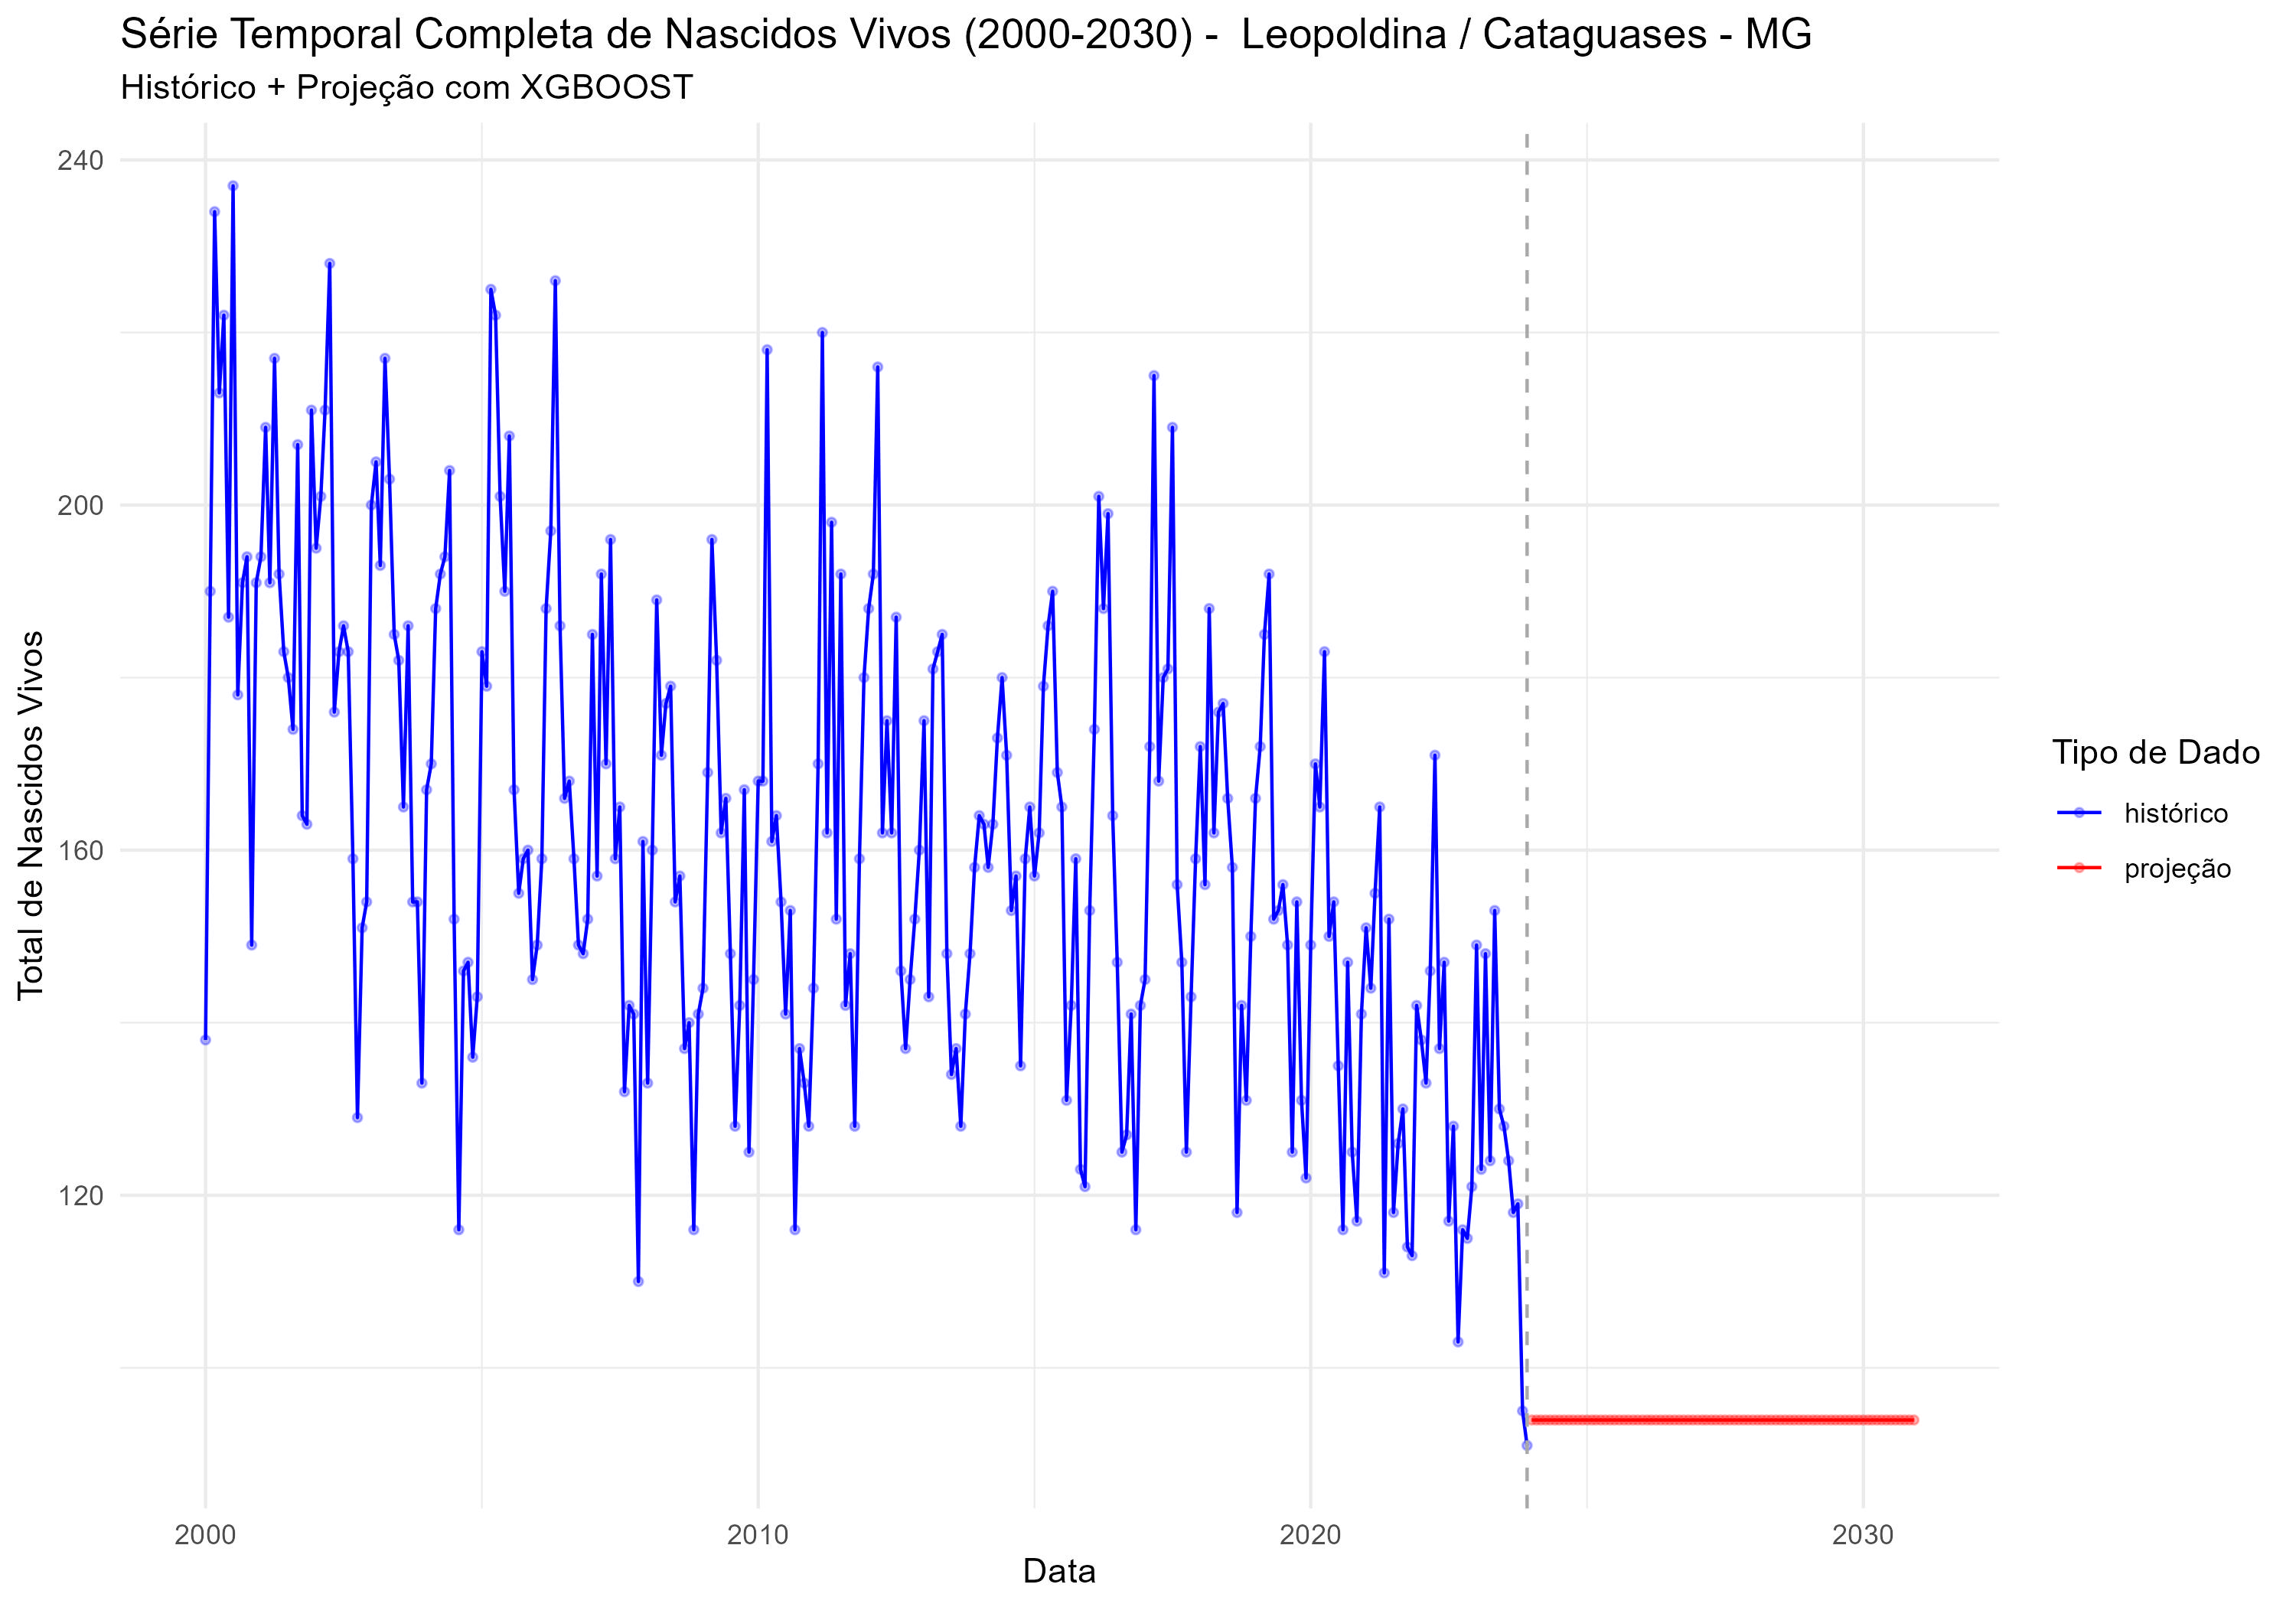 Série Temporal Completa de Nascidos Vivos (2000-2030) -  Leopoldina / Cataguases - MG
Histórico + Projeção com XGBOOST
Total de Nascidos Vivos
240
200
160
120
2000
2010
2020
2030
Data
Tipo de Dado
histórico
projeção